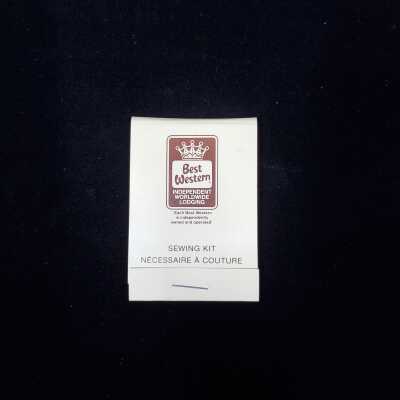 Best
Western
INDEPENDENT
WORLDWIDE
LODGING
Each Best Western
is independently
owned and operated
SEWING KIT
NÉCESSAIRE À COUTURE